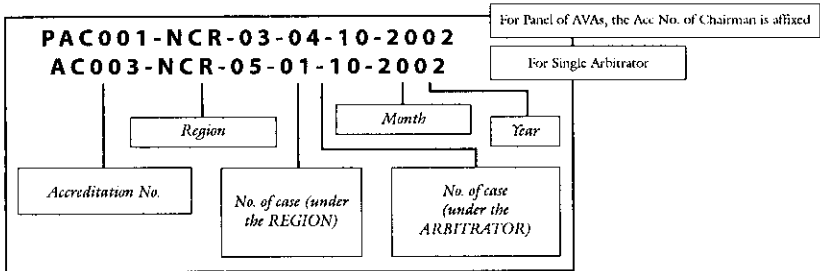 For Panel of AVAs, the Acc No. of Chairman is affixed
PAC001-NCR-03-04-10-2002
AC003-NCR-05-01-10-2002
For Single Arbitrator
Region
Month
Year
Accreditation No.
No. of case (under
the REGION)
No. of case
(under the
ARBITRATOR)